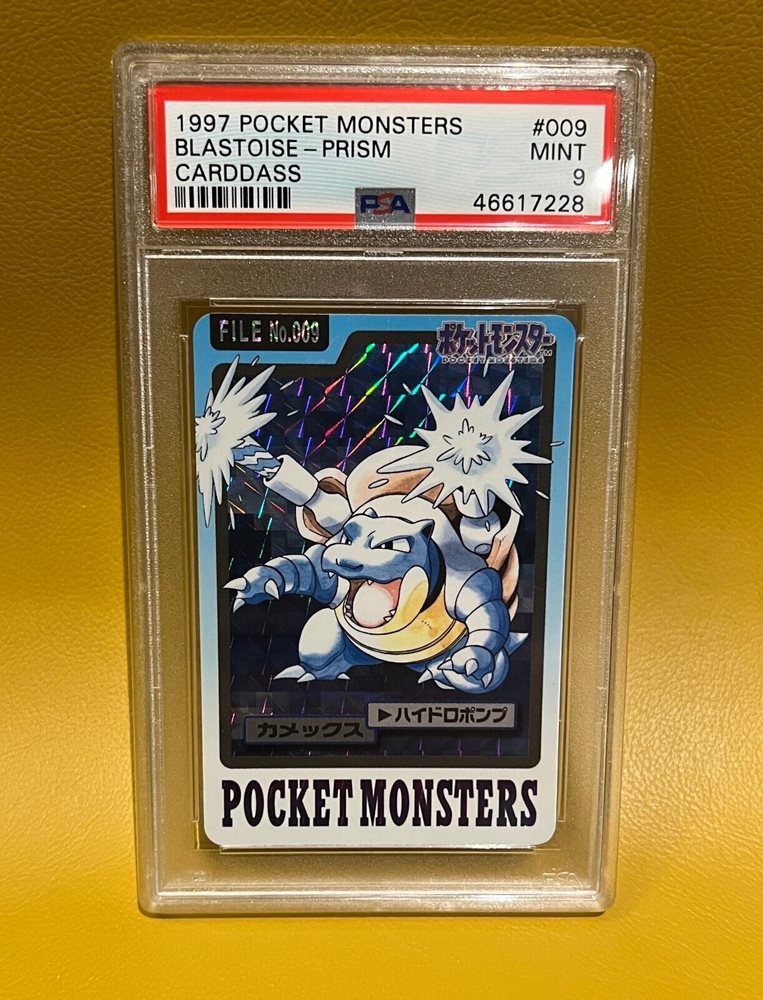 1997 POCKET MONSTERS #009
BLASTOISE - PRISM MINT
CARDDASS 9
PSA 46617228
FILE No.009
ポケットモンスター
POCKET MONSTERS
TM
▶ハイドロポンプ
カメックス
POCKET MONSTERS